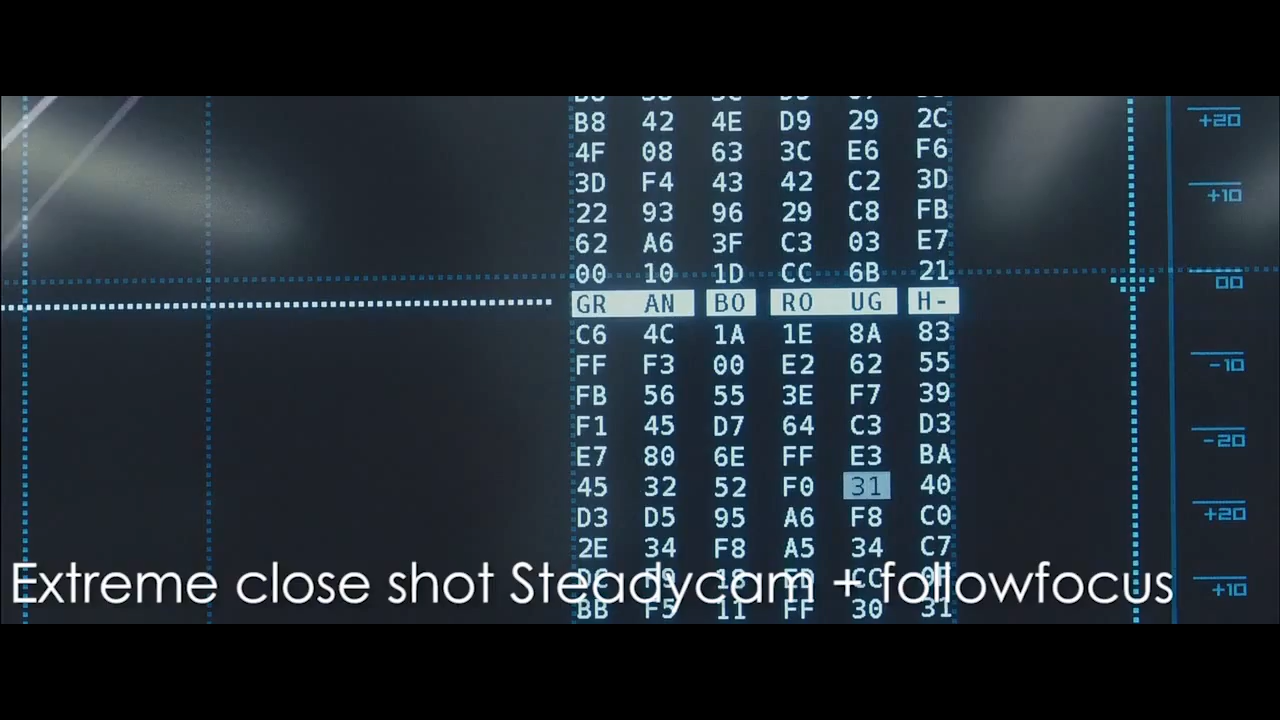 B8 42 4E D9 29 2C
+20
4F 08 63 3C E6 F6
3D F4 43 42 C2 3D
+10
22 93 96 29 C8 FB
62 A6 3F C3 03 E7
00 10 1D CC 6B 21
00
GR AN BO RO UG H-
C6 4C 1A 1E 8A 83
FF F3 00 E2 62 55
-10
FB 56 55 3E F7 39
F1 45 D7 64 C3 D3
-20
E7 80 6E FF E3 BA
45 32 52 F0 31 40
D3 D5 95 A6 F8 C0
+20
2E 34 F8 A5 34 C7
Extreme close shot Steadycam + followfocus
+10
BB F5 11 FF 30 31